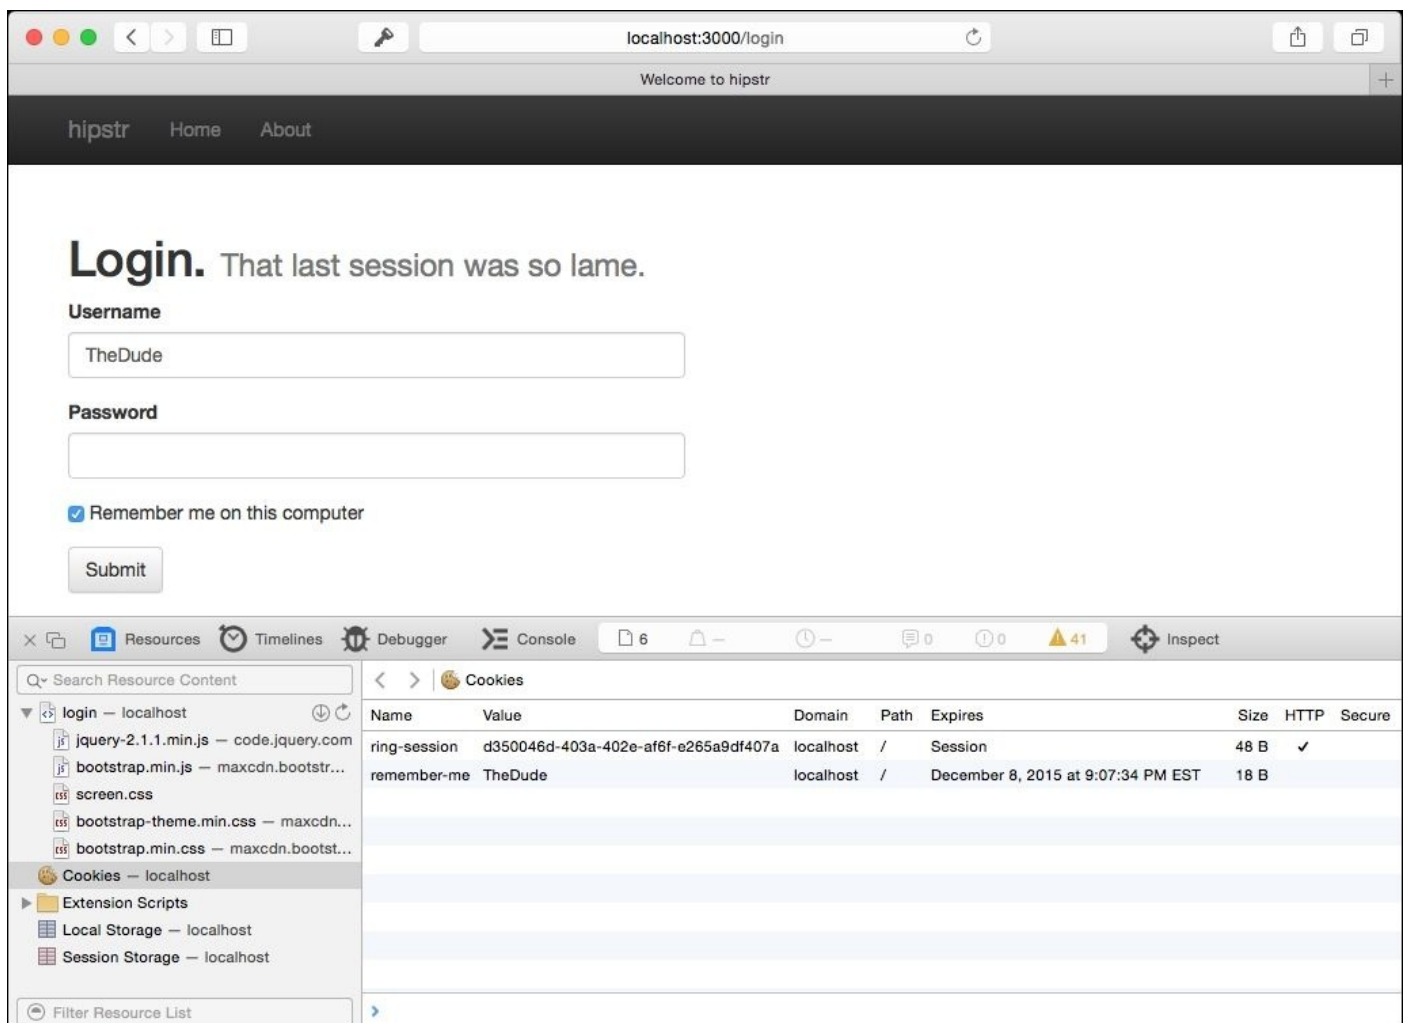 localhost:3000/login
Welcome to hipstr
hipstr Home About
Login. That last session was so lame.
Username
TheDude
Password
Remember me on this computer
Submit
Resources Timelines Debugger Console 6 – – 0 0 41 Inspect
Search Resource Content
Cookies
login — localhost
Name Value Domain Path Expires Size HTTP Secure
jquery-2.1.1.min.js — code.jquery.com
ring-session d350046d-403a-402e-af6f-e265a9df407a localhost / Session 48 B ✓
bootstrap.min.js — maxcdn.bootstr...
remember-me TheDude localhost / December 8, 2015 at 9:07:34 PM EST 18 B
screen.css
bootstrap-theme.min.css — maxcdn...
bootstrap.min.css — maxcdn.bootst...
Cookies — localhost
Extension Scripts
Local Storage — localhost
Session Storage — localhost
Filter Resource List